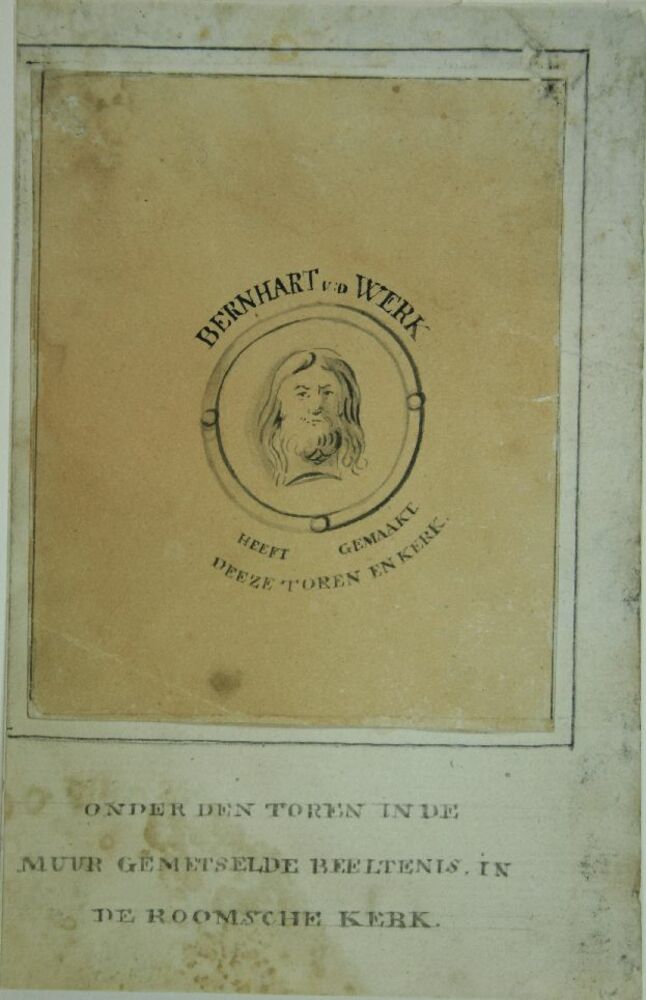 BERNHART V:D WERK
HEEFT GEMAAKT
DEEZE TOREN EN KERK.
ONDER DEN TOREN IN DE
MUUR GEMETSELDE BEELTENIS. IN
DE ROOMSCHE KERK.